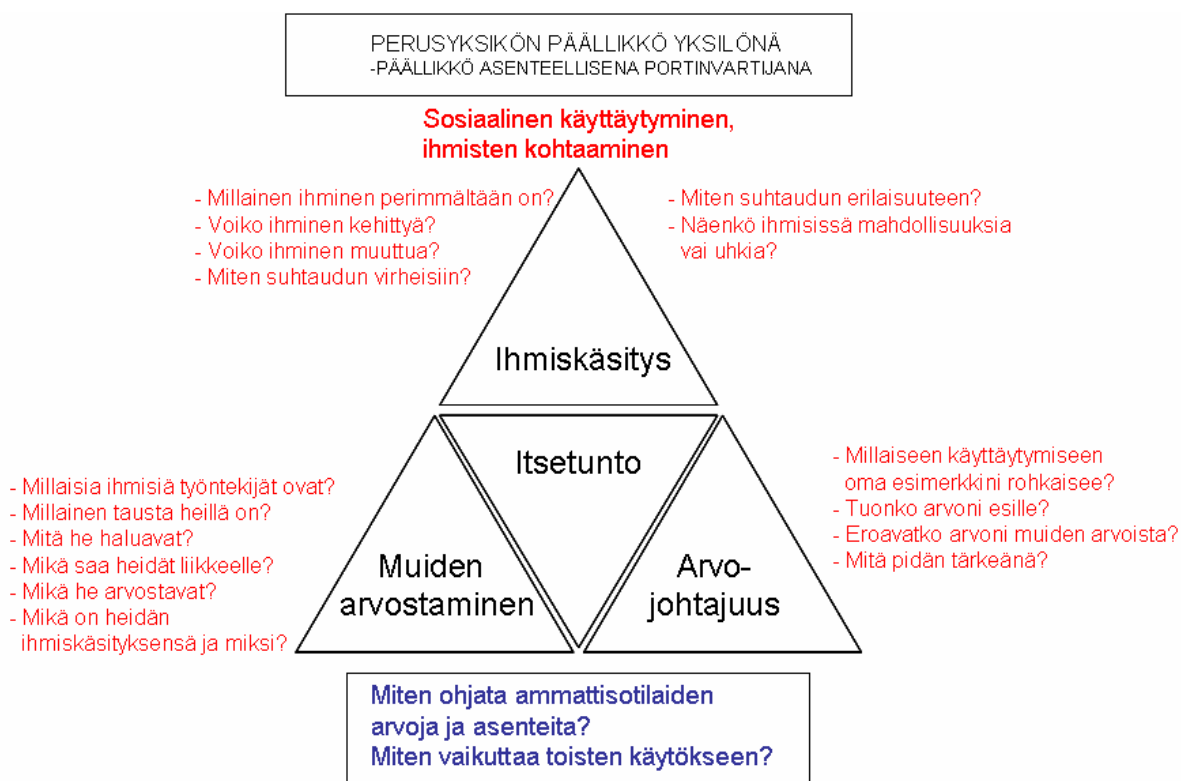 PERUSYKSIKÖN PÄÄLLIKKÖ YKSILÖNÄ
-PÄÄLLIKKÖ ASENTEELLISENA PORTINVARTIJANA
Sosiaalinen käyttäytyminen,
ihmisten kohtaaminen
- Millainen ihminen perimmältään on?
- Voiko ihminen kehittyä?
- Voiko ihminen muuttua?
- Miten suhtaudun virheisiin?
- Miten suhtaudun erilaisuuteen?
- Näenkö ihmisissä mahdollisuuksia
vai uhkia?
Ihmiskäsitys
Itsetunto
- Millaisia ihmisiä työntekijät ovat?
- Millainen tausta heillä on?
- Mitä he haluavat?
- Mikä saa heidät liikkeelle?
- Mikä he arvostavat?
- Mikä on heidän
ihmiskäsityksensä ja miksi?
Muiden
arvostaminen
Arvo-
johtajuus
- Millaiseen käyttäytymiseen
oma esimerkkini rohkaisee?
- Tuonko arvoni esille?
- Eroavatko arvoni muiden arvoista?
- Mitä pidän tärkeänä?
Miten ohjata ammattisotilaiden
arvoja ja asenteita?
Miten vaikuttaa toisten käytökseen?